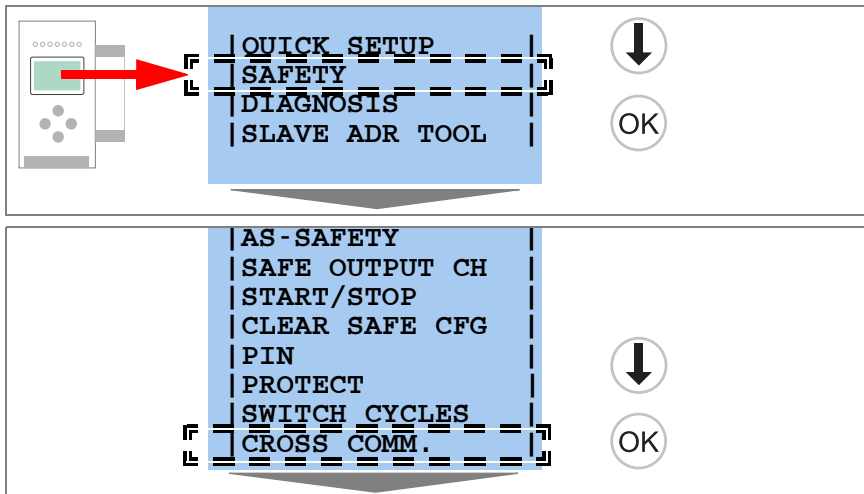 |QUICK SETUP |
|SAFETY |
|DIAGNOSIS |
|SLAVE ADR TOOL |
OK
|AS-SAFETY |
|SAFE OUTPUT CH |
|START/STOP |
|CLEAR SAFE CFG |
|PIN |
|PROTECT |
|SWITCH CYCLES |
|CROSS COMM. |
OK